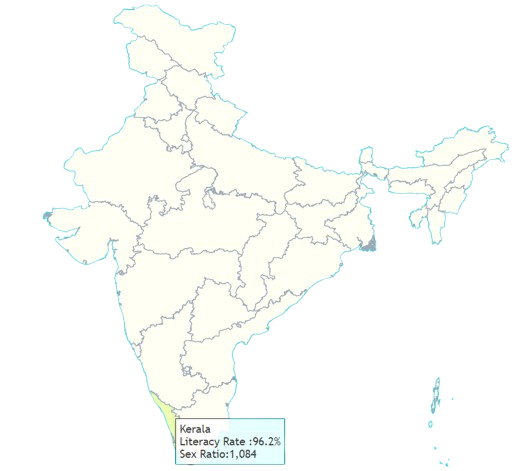 Kerala
Literacy Rate :96.2%
Sex Ratio:1,084